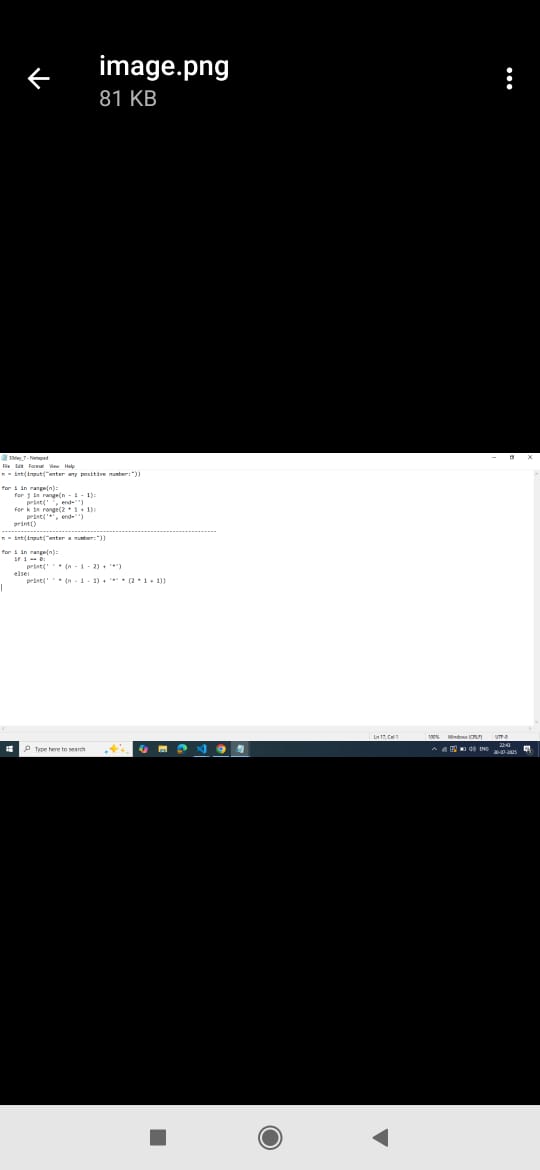 image.png
81 KB
File Edit Format View Help
n = int(input("enter any positive number:"))
for i in range(n):
for j in range(n - i - 1):
print(' ', end='')
for k in range(2 * i + 1):
print('*', end='')
print()
n = int(input("enter a number:"))
for i in range(n):
if i == 0:
print(' ' * (n - i - 2) + '*')
else:
print(' ' * (n - i - 1) + '*' * (2 * i + 1))
Ln 17, Col 1 100% Windows (CRLF) UTF-8
Type here to search
ENG
22:43
30-07-2025